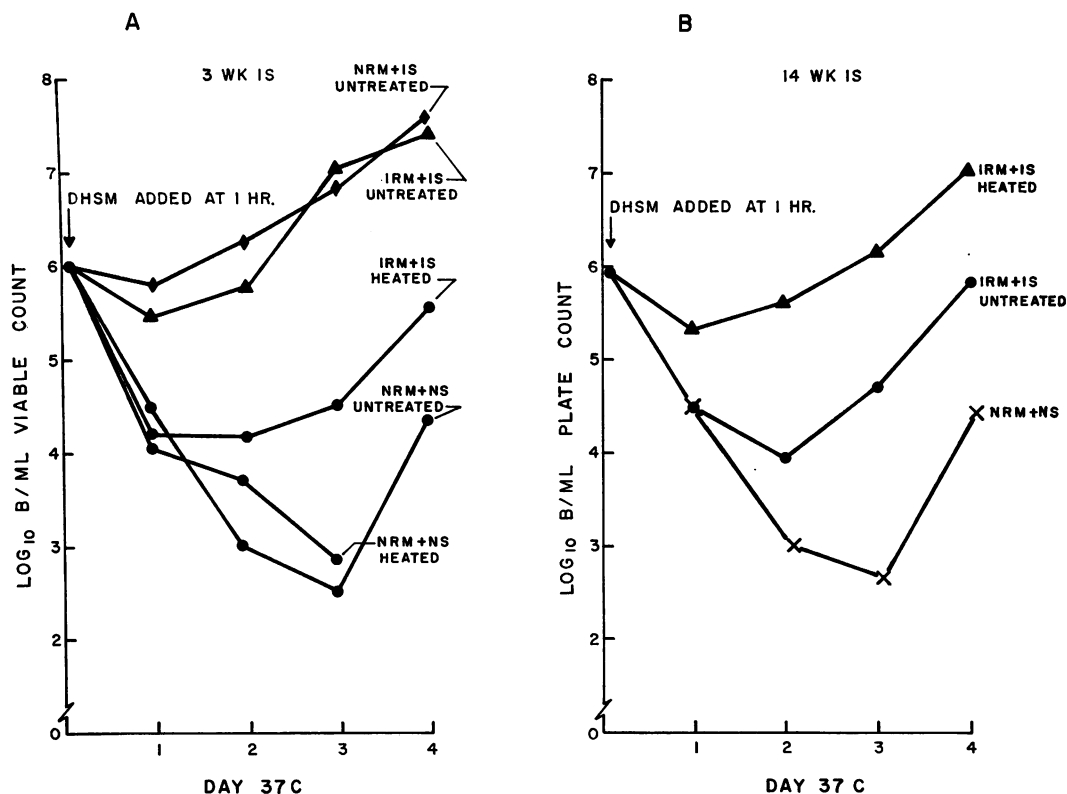 A
3 WK IS
NRM+IS
UNTREATED
8
7
6
5
4
3
2
0
IRM+IS
UNTREATED
DHSM ADDED AT 1 HR.
IRM+IS
HEATED
NRM+NS
UNTREATED
NRM+NS
HEATED
LOG10 B/ML VIABLE COUNT
1 2 3 4
DAY 37C
B
14 WK IS
8
7
6
5
4
3
2
0
IRM+IS
HEATED
DHSM ADDED AT 1 HR.
IRM+IS
UNTREATED
NRM+NS
LOG10 B/ML PLATE COUNT
1 2 3 4
DAY 37C